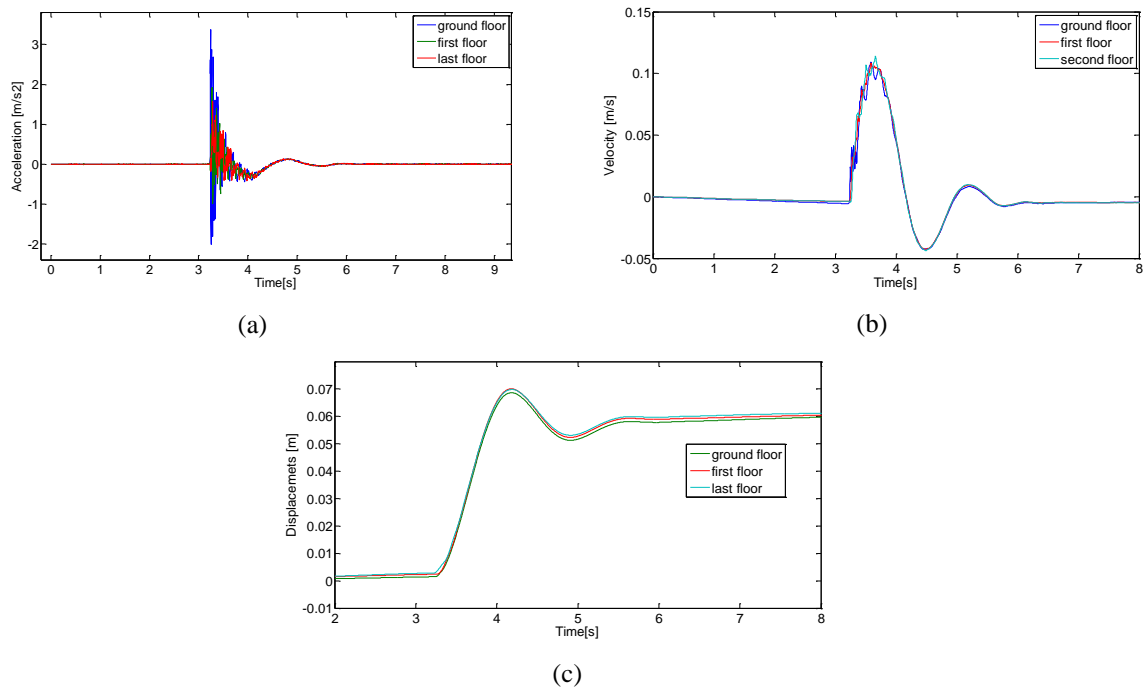 ground floor
first floor
last floor
Acceleration [m/s2]
3
2
1
0
-1
-2
0 1 2 3 4 5 6 7 8 9
Time[s]
(a)
ground floor
first floor
second floor
Velocity [m/s]
0.15
0.1
0.05
0
-0.05
0 1 2 3 4 5 6 7 8
Time[s]
(b)
Displacemets [m]
0.07
0.06
0.05
0.04
0.03
0.02
0.01
0
-0.01
ground floor
first floor
last floor
2 3 4 5 6 7 8
Time[s]
(c)